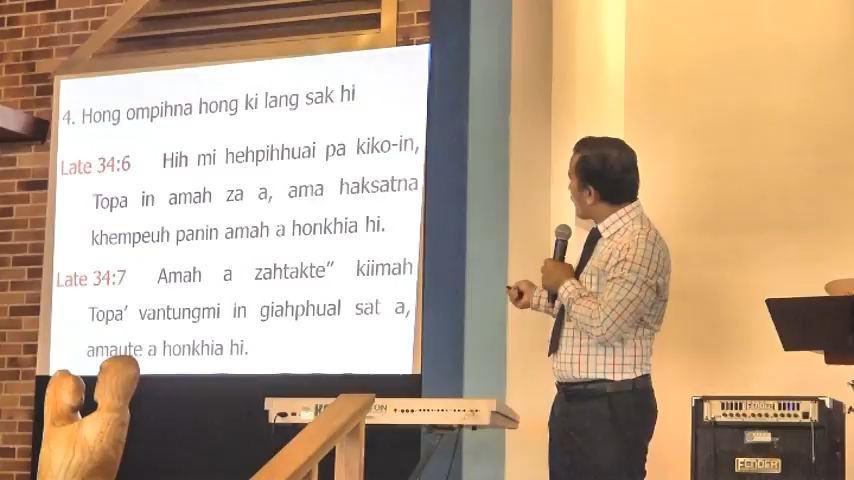 4. Hong ompihna hong ki lang sak hi
Late 34:6 Hih mi hehpihhuai pa kiko-in,
Topa in amah za a, ama haksatna
khempeuh panin amah a honkhia hi.
Late 34:7 Amah a zahtakte” kiimah
Topa’ vantungmi in giahphual sat a,
amaute a honkhia hi.
FENDER
FENDER